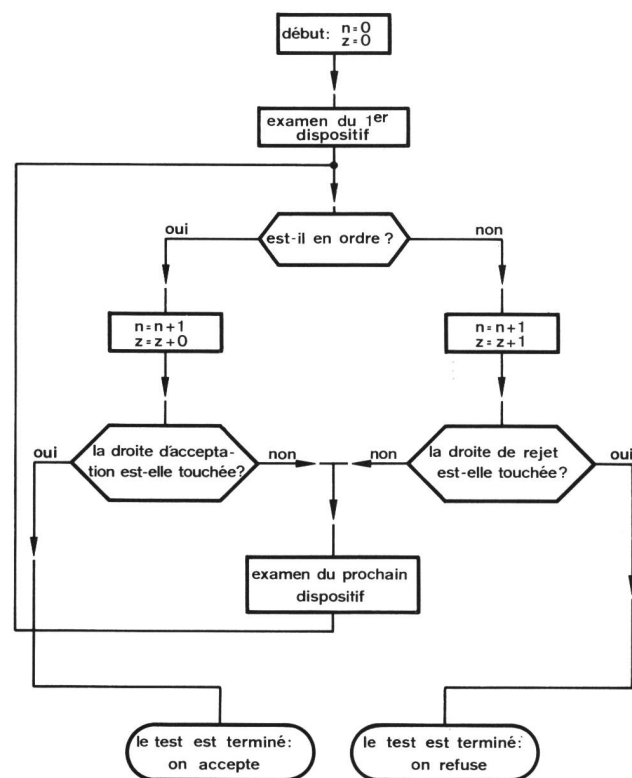 début: n=0
z=0
examen du 1er
dispositif
est-il en ordre ?
oui
non
n=n+1
z=z+0
n=n+1
z=z+1
la droite d'accepta-
tion est-elle touchée?
oui
non
la droite de rejet
est-elle touchée?
non
oui
examen du prochain
dispositif
le test est terminé:
on accepte
le test est terminé:
on refuse